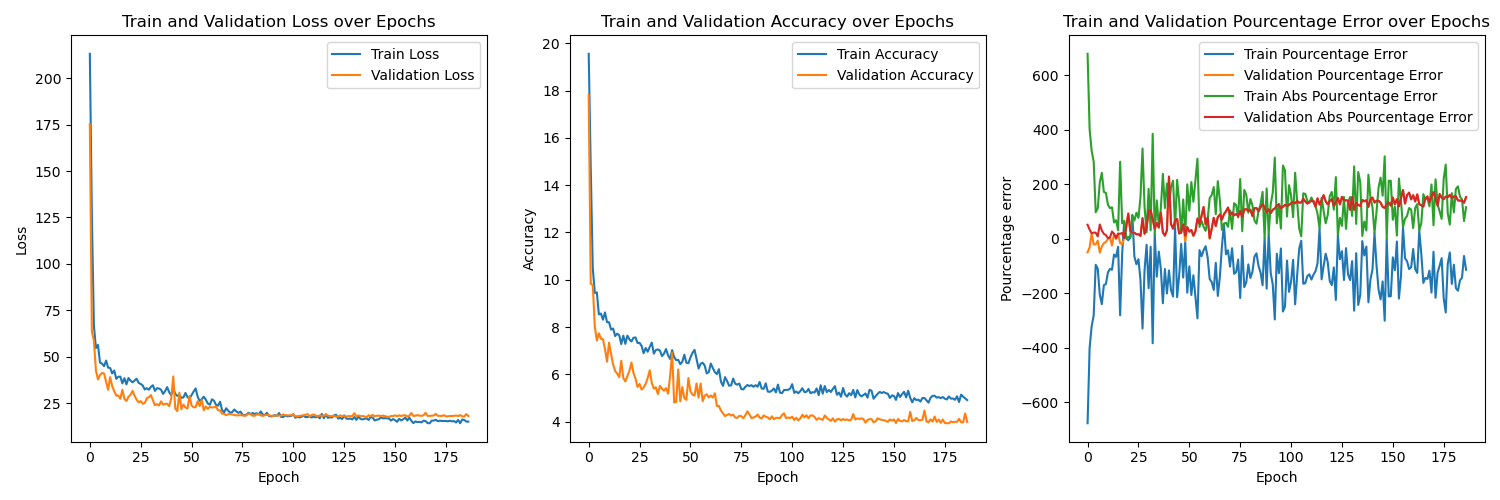 Train and Validation Loss over Epochs
Train Loss
Validation Loss
Loss
200
175
150
125
100
75
50
25
0 25 50 75 100 125 150 175
Epoch
Train and Validation Accuracy over Epochs
Train Accuracy
Validation Accuracy
Accuracy
20
18
16
14
12
10
8
6
4
0 25 50 75 100 125 150 175
Epoch
Train and Validation Pourcentage Error over Epochs
Train Pourcentage Error
Validation Pourcentage Error
Train Abs Pourcentage Error
Validation Abs Pourcentage Error
Pourcentage error
600
400
200
0
−200
−400
−600
0 25 50 75 100 125 150 175
Epoch